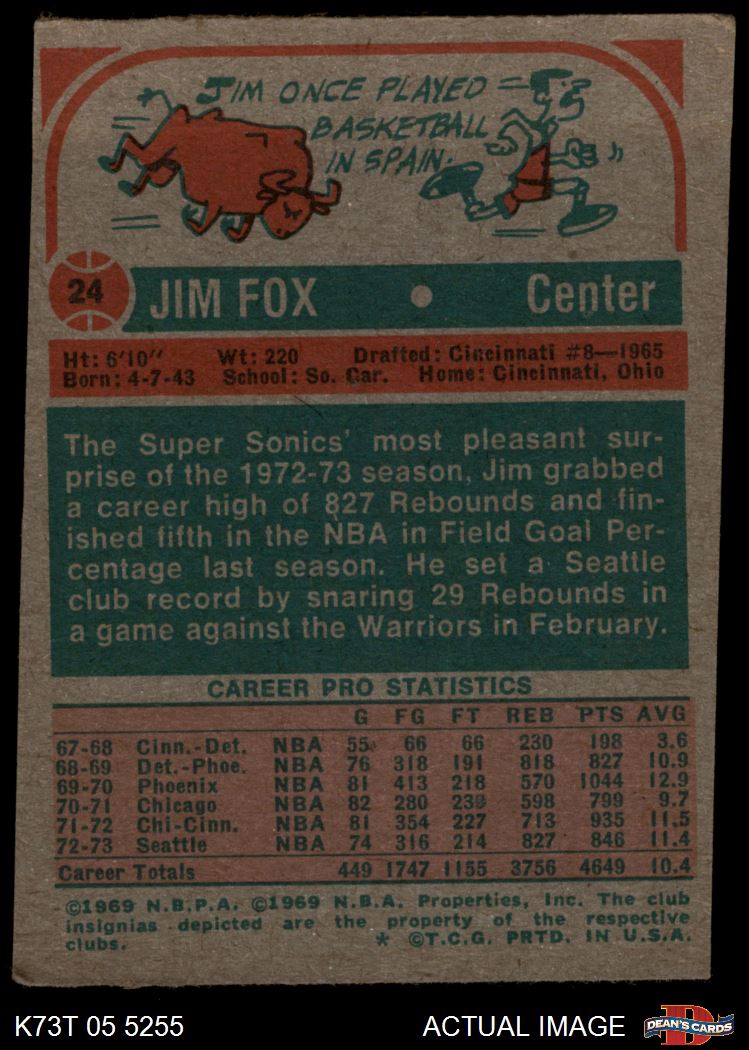 JIM ONCE PLAYED
BASKETBALL
IN SPAIN.
24 JIM FOX • Center
Ht: 6'10" Wt: 220 Drafted: Cincinnati #8—1965
Born: 4-7-43 School: So. Car. Home: Cincinnati, Ohio
The Super Sonics' most pleasant sur-
prise of the 1972-73 season, Jim grabbed
a career high of 827 Rebounds and fin-
ished fifth in the NBA in Field Goal Per-
centage last season. He set a Seattle
club record by snaring 29 Rebounds in
a game against the Warriors in February.
CAREER PRO STATISTICS
G FG FT REB PTS AVG
67-68 Cinn.-Det. NBA 55 66 66 230 198 3.6
68-69 Det.-Phoe. NBA 76 318 191 818 827 10.9
69-70 Phoenix NBA 81 413 218 570 1044 12.9
70-71 Chicago NBA 82 280 239 598 799 9.7
71-72 Chi-Cinn. NBA 81 354 227 713 935 11.5
72-73 Seattle NBA 74 316 214 827 846 11.4
Career Totals 449 1747 1155 3756 4649 10.4
©1969 N.B.P.A. ©1969 N.B.A. Properties, Inc. The club
insignias depicted are the property of the respective
clubs. * ©T.C.G. PRTD. IN U.S.A.
K73T 05 5255 ACTUAL IMAGE DEAN'S CARDS